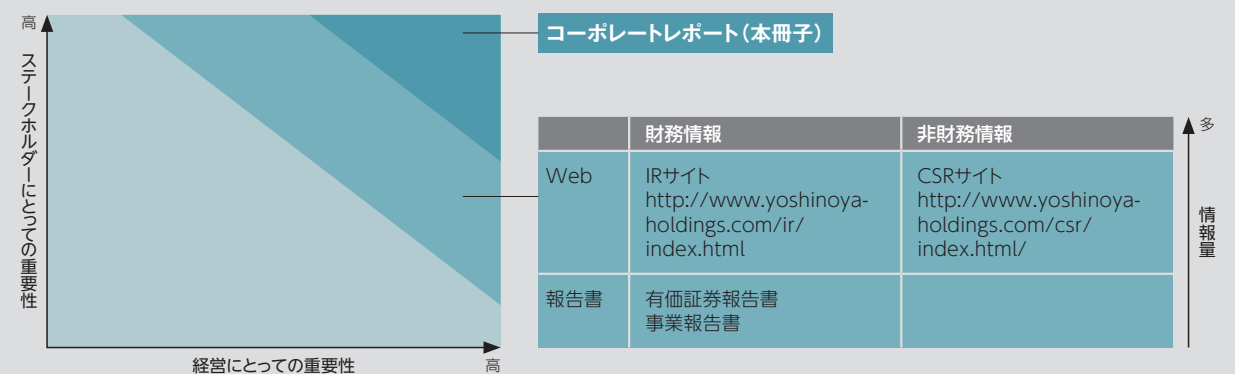 高
ステークホルダーにとっての重要性
経営にとっての重要性
高
コーポレートレポート（本冊子）
財務情報
非財務情報
Web
IRサイト
http://www.yoshinoya-
holdings.com/ir/
index.html
CSRサイト
http://www.yoshinoya-
holdings.com/csr/
index.html/
報告書
有価証券報告書
事業報告書
多
情報量